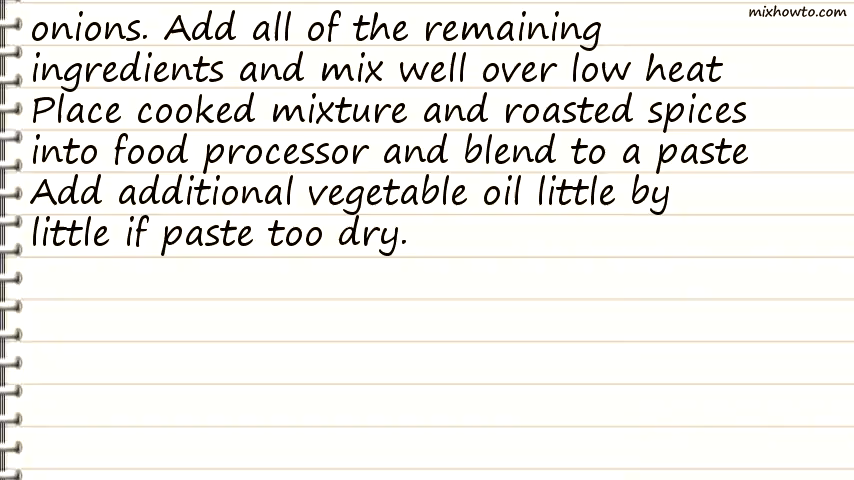 mixhowto.com
onions. Add all of the remaining
ingredients and mix well over low heat
Place cooked mixture and roasted spices
into food processor and blend to a paste
Add additional vegetable oil little by
little if paste too dry.